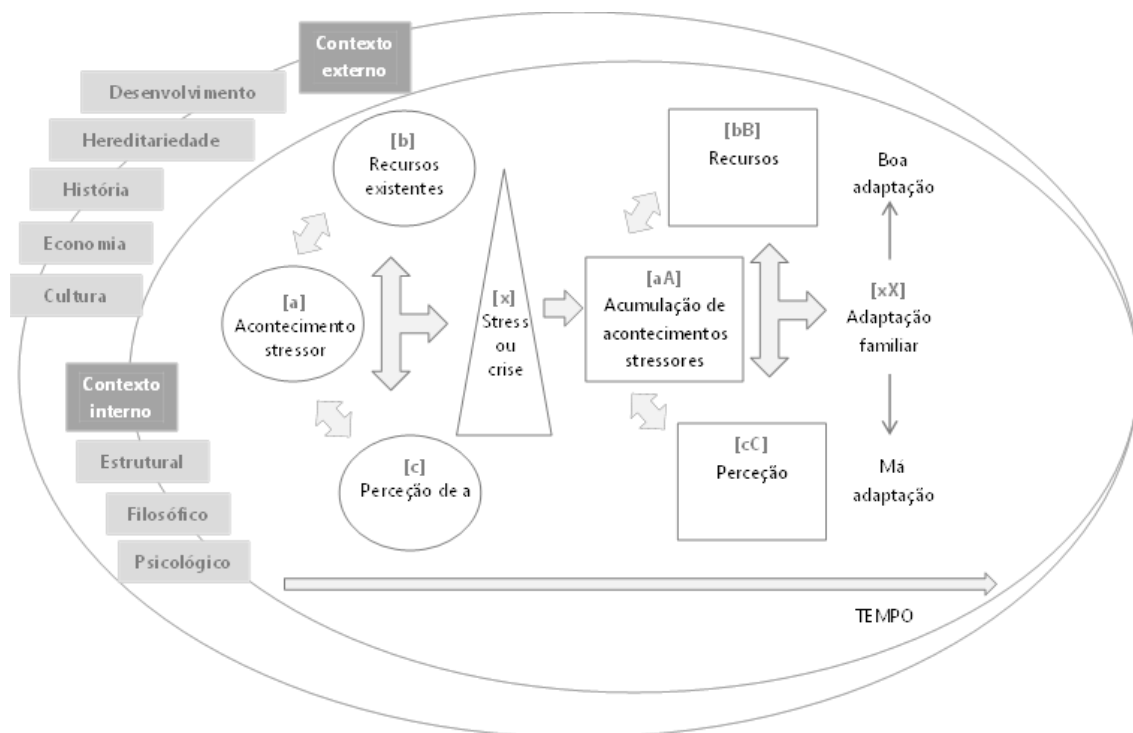 Contexto
externo
Desenvolvimento
Hereditariedade
História
Economia
Cultura
Contexto
interno
Estrutural
Filosófico
Psicológico
[b]
Recursos
existentes
[a]
Acontecimento
stressor
[c]
Perceção de a
[x]
Stress
ou
crise
[bB]
Recursos
[aA]
Acumulação de
acontecimentos
stressores
[cC]
Perceção
Boa
adaptação
[xX]
Adaptação
familiar
Má
adaptação
TEMPO